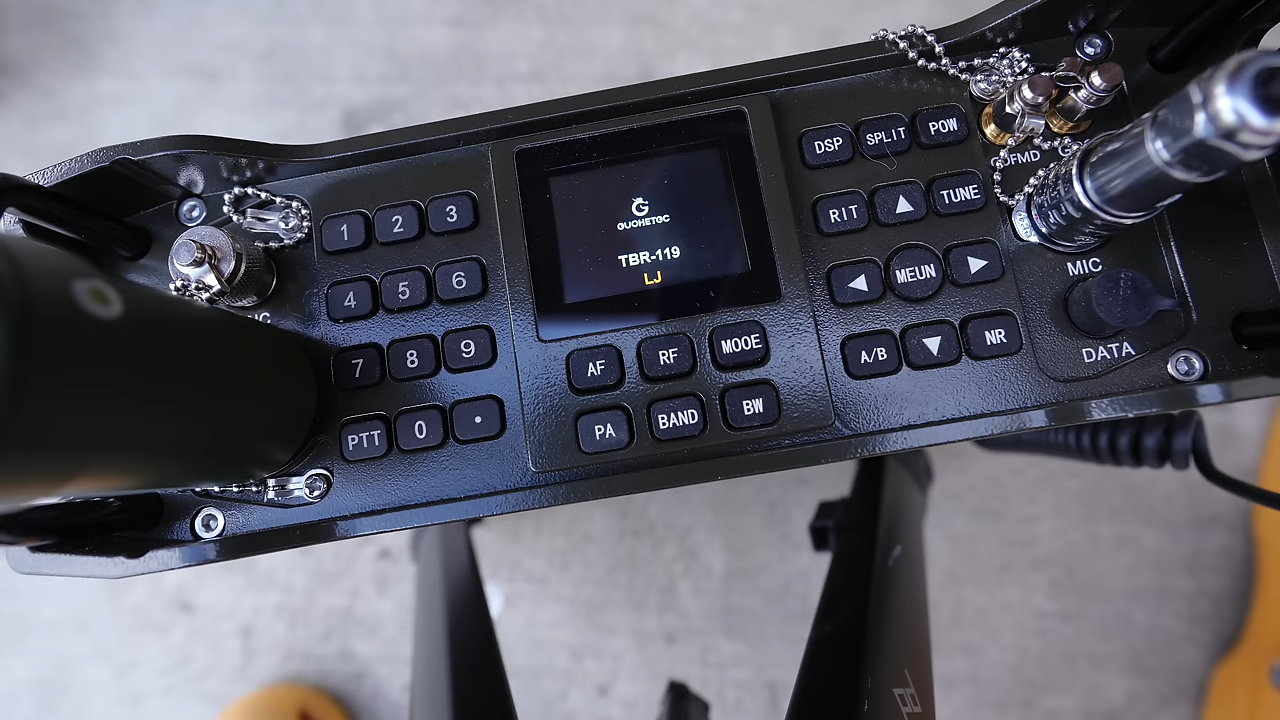 1 2 3
4 5 6
7 8 9
PTT 0 .
GUOHETEC
TBR-119
LJ
AF RF MOOE
PA BAND BW
DSP SPLIT POW
RIT ▲ TUNE
◀ MEUN ▶
A/B ▼ NR
MIC
DATA
pd